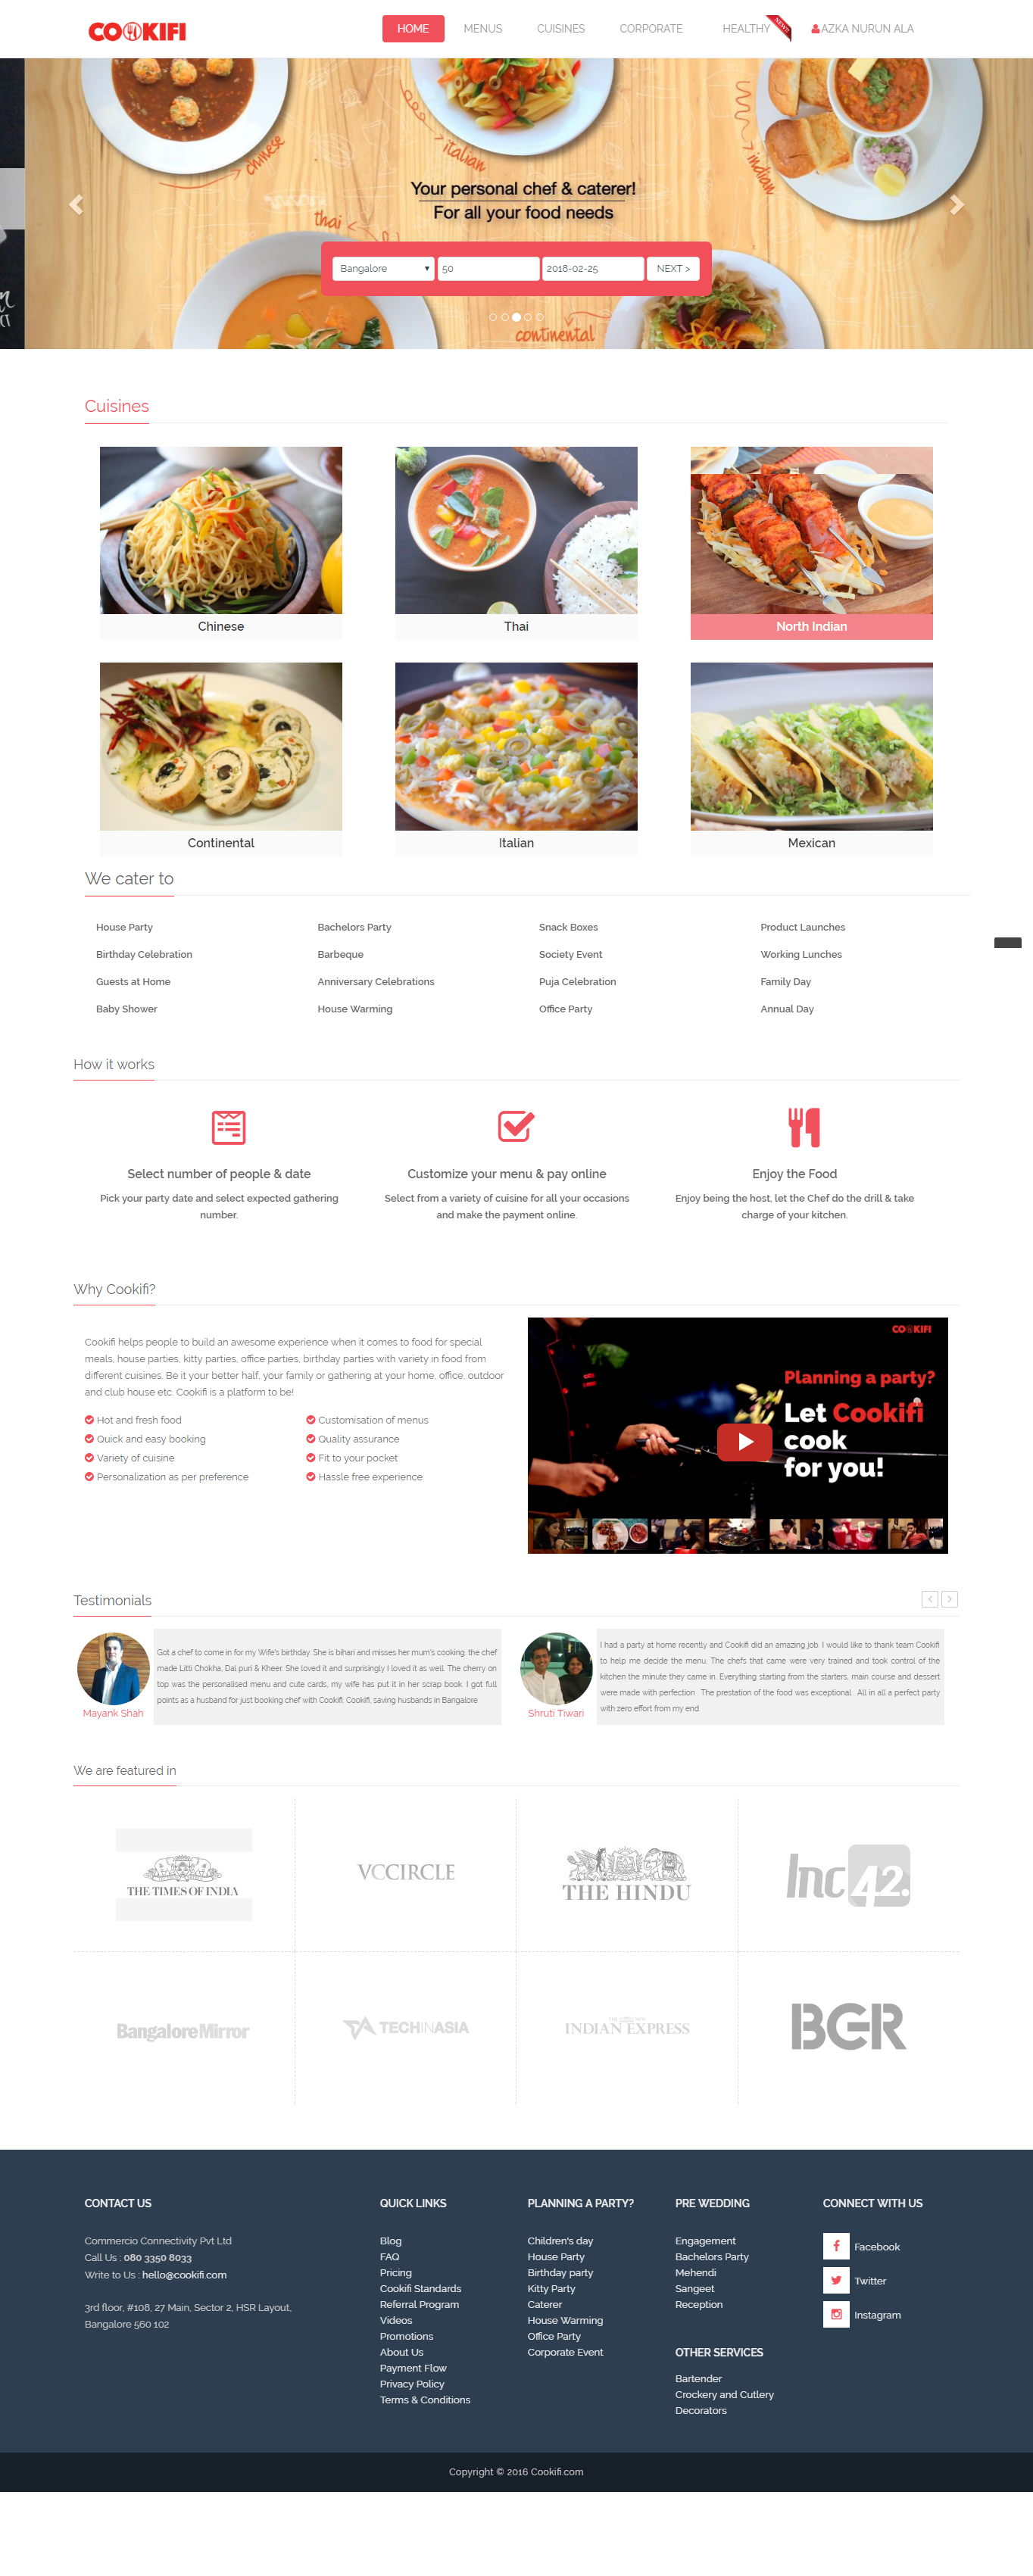 COOKIFI
HOME MENUS CUISINES CORPORATE HEALTHY NEW!! AZKA NURUN ALA
chinese
italian
indian
thai
Your personal chef & caterer!
For all your food needs
Bangalore 50 2018-02-25 NEXT >
continental
Cuisines
Chinese Thai North Indian
Continental Italian Mexican
We cater to
House Party Bachelors Party Snack Boxes Product Launches
Birthday Celebration Barbeque Society Event Working Lunches
Guests at Home Anniversary Celebrations Puja Celebration Family Day
Baby Shower House Warming Office Party Annual Day
How it works
Select number of people & date
Pick your party date and select expected gathering
number.
Customize your menu & pay online
Select from a variety of cuisine for all your occasions
and make the payment online.
Enjoy the Food
Enjoy being the host, let the Chef do the drill & take
charge of your kitchen.
Why Cookifi?
Cookifi helps people to build an awesome experience when it comes to food for special
meals, house parties, kitty parties, office parties, birthday parties with variety in food from
different cuisines. Be it your better half, your family or gathering at your home, office, outdoor
and club house etc. Cookifi is a platform to be!
Hot and fresh food Customisation of menus
Quick and easy booking Quality assurance
Variety of cuisine Fit to your pocket
Personalization as per preference Hassle free experience
COOKIFI
Planning a party?
Let Cookifi
cook
for you!
Testimonials
Got a chef to come in for my Wife's birthday. She is bihari and misses her mum's cooking. the chef
made Litti Chokha, Dal puri & Kheer. She loved it and surprisingly I loved it as well. The cherry on
top was the personalised menu and cute cards, my wife has put it in her scrap book. I got full
points as a husband for just booking chef with Cookifi. Cookifi, saving husbands in Bangalore.
Mayank Shah
I had a party at home recently and Cookifi did an amazing job. I would like to thank team Cookifi
to help me decide the menu. The chefs that came were very trained and took control of the
kitchen the minute they came in. Everything starting from the starters, main course and dessert
were made with perfection . The prestation of the food was exceptional . All in all a perfect party
with zero effort from my end.
Shruti Tiwari
We are featured in
THE TIMES OF INDIA VCCIRCLE THE HINDU Inc42.
BangaloreMirror TECHINASIA INDIAN EXPRESS BGR
CONTACT US
Commercio Connectivity Pvt Ltd
Call Us : 080 3350 8033
Write to Us : hello@cookifi.com
3rd floor, #108, 27 Main, Sector 2, HSR Layout,
Bangalore 560 102
QUICK LINKS
Blog
FAQ
Pricing
Cookifi Standards
Referral Program
Videos
Promotions
About Us
Payment Flow
Privacy Policy
Terms & Conditions
PLANNING A PARTY?
Children's day
House Party
Birthday party
Kitty Party
Caterer
House Warming
Office Party
Corporate Event
PRE WEDDING
Engagement
Bachelors Party
Mehendi
Sangeet
Reception
OTHER SERVICES
Bartender
Crockery and Cutlery
Decorators
CONNECT WITH US
Facebook
Twitter
Instagram
Copyright © 2016 Cookifi.com